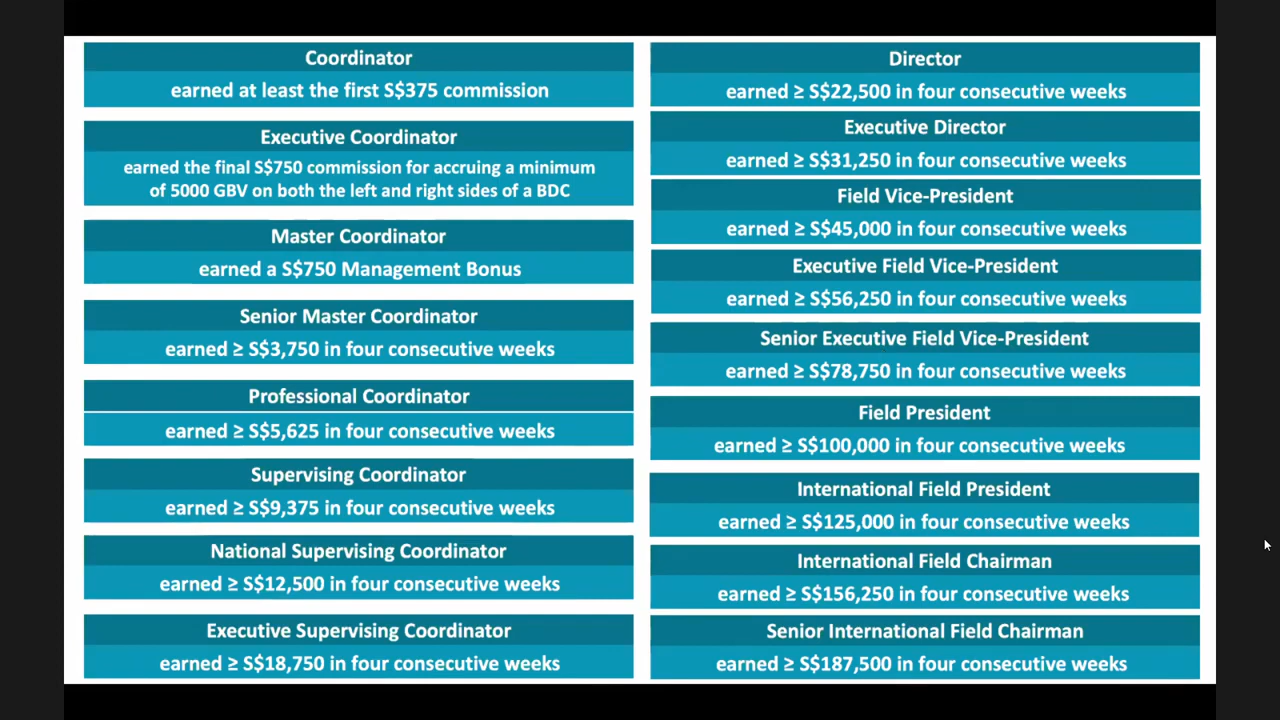 Coordinator
earned at least the first S$375 commission
Executive Coordinator
earned the final S$750 commission for accruing a minimum
of 5000 GBV on both the left and right sides of a BDC
Master Coordinator
earned a S$750 Management Bonus
Senior Master Coordinator
earned ≥ S$3,750 in four consecutive weeks
Professional Coordinator
earned ≥ S$5,625 in four consecutive weeks
Supervising Coordinator
earned ≥ S$9,375 in four consecutive weeks
National Supervising Coordinator
earned ≥ S$12,500 in four consecutive weeks
Executive Supervising Coordinator
earned ≥ S$18,750 in four consecutive weeks
Director
earned ≥ S$22,500 in four consecutive weeks
Executive Director
earned ≥ S$31,250 in four consecutive weeks
Field Vice-President
earned ≥ S$45,000 in four consecutive weeks
Executive Field Vice-President
earned ≥ S$56,250 in four consecutive weeks
Senior Executive Field Vice-President
earned ≥ S$78,750 in four consecutive weeks
Field President
earned ≥ S$100,000 in four consecutive weeks
International Field President
earned ≥ S$125,000 in four consecutive weeks
International Field Chairman
earned ≥ S$156,250 in four consecutive weeks
Senior International Field Chairman
earned ≥ S$187,500 in four consecutive weeks